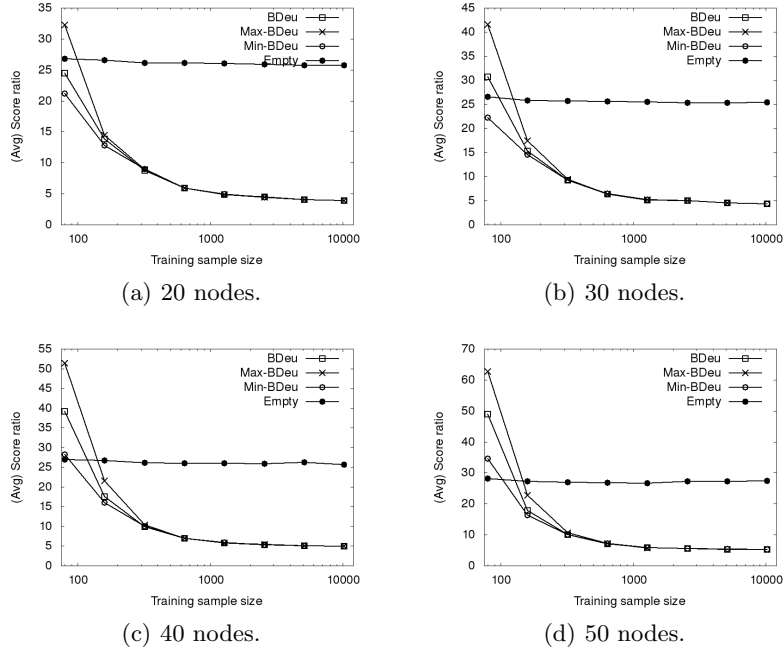 35
30
25
20
15
10
5
0
(Avg) Score ratio
BDeu
Max-BDeu
Min-BDeu
Empty
100 1000 10000
Training sample size
(a) 20 nodes.
45
40
35
30
25
20
15
10
5
0
(Avg) Score ratio
BDeu
Max-BDeu
Min-BDeu
Empty
100 1000 10000
Training sample size
(b) 30 nodes.
55
50
45
40
35
30
25
20
15
10
5
0
(Avg) Score ratio
BDeu
Max-BDeu
Min-BDeu
Empty
100 1000 10000
Training sample size
(c) 40 nodes.
70
60
50
40
30
20
10
0
(Avg) Score ratio
BDeu
Max-BDeu
Min-BDeu
Empty
100 1000 10000
Training sample size
(d) 50 nodes.